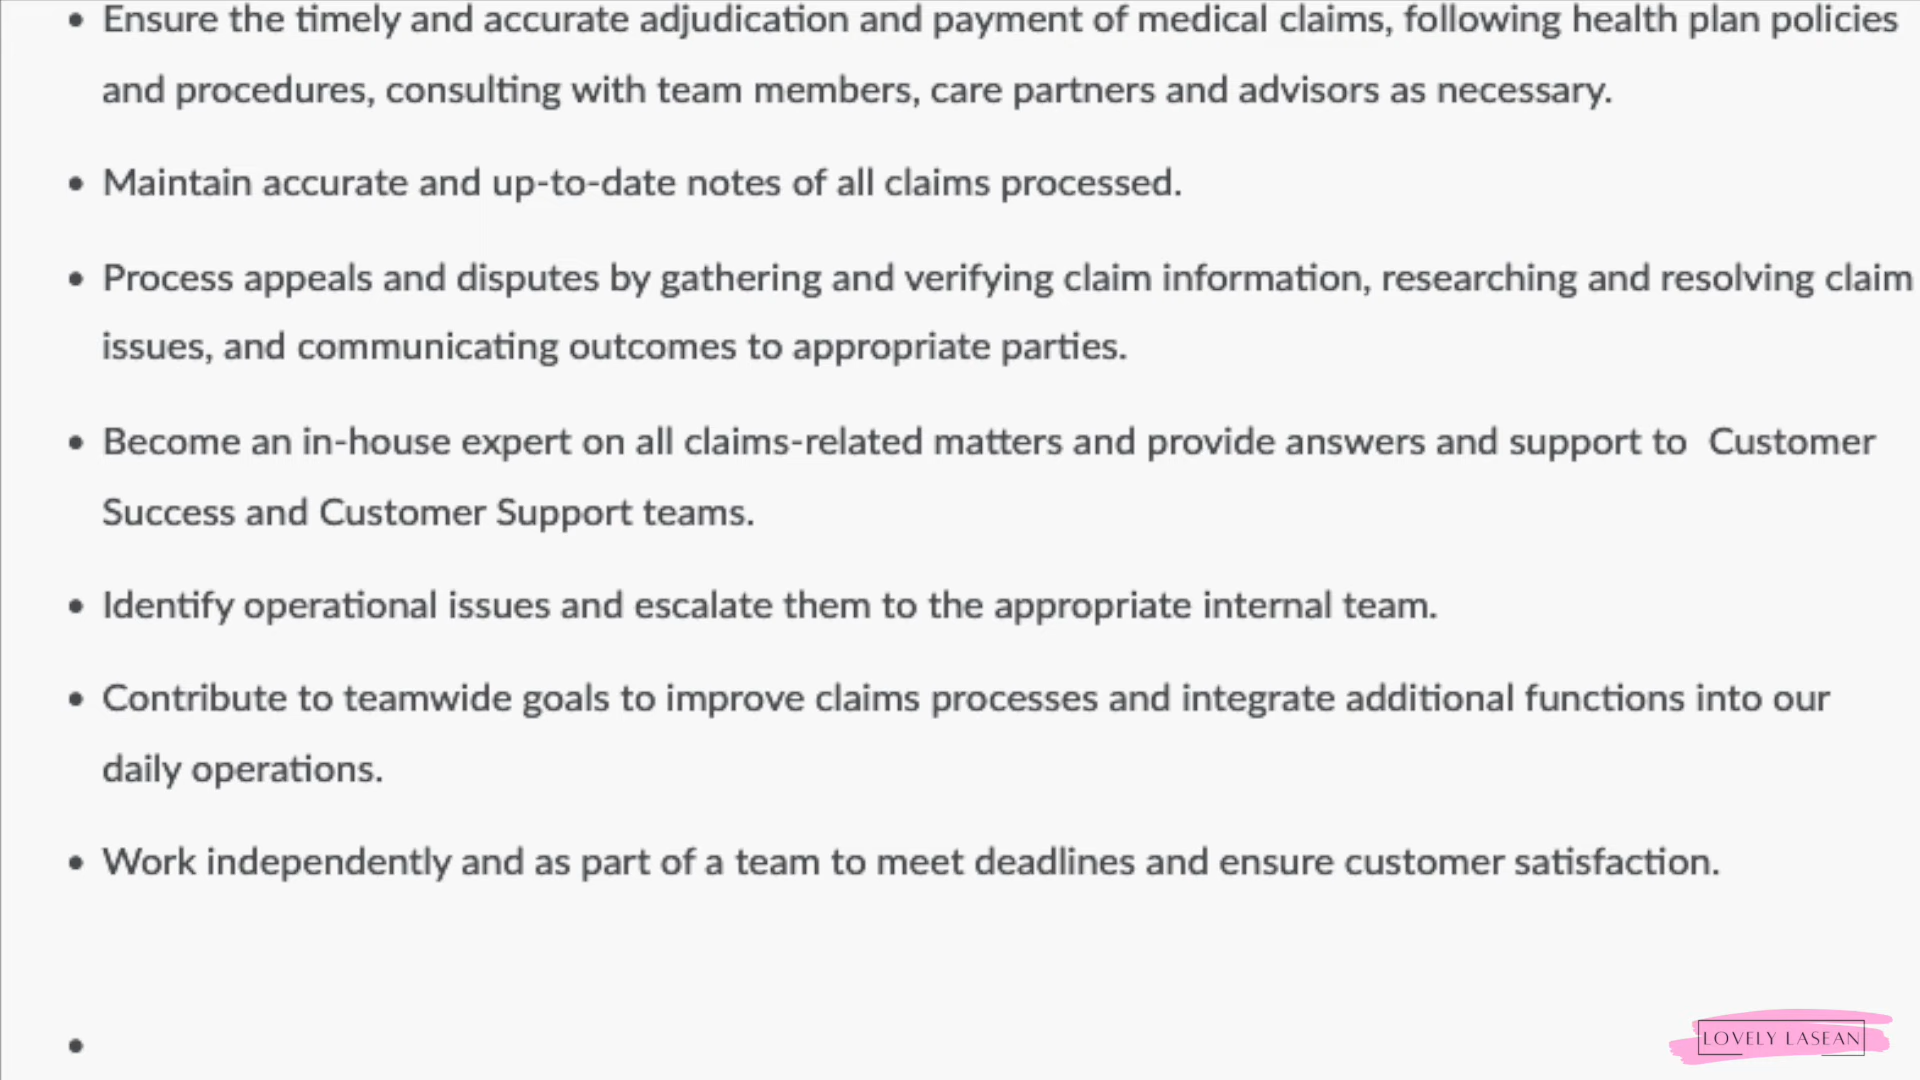 • Ensure the timely and accurate adjudication and payment of medical claims, following health plan policies
and procedures, consulting with team members, care partners and advisors as necessary.
• Maintain accurate and up-to-date notes of all claims processed.
• Process appeals and disputes by gathering and verifying claim information, researching and resolving claim
issues, and communicating outcomes to appropriate parties.
• Become an in-house expert on all claims-related matters and provide answers and support to  Customer
Success and Customer Support teams.
• Identify operational issues and escalate them to the appropriate internal team.
• Contribute to teamwide goals to improve claims processes and integrate additional functions into our
daily operations.
• Work independently and as part of a team to meet deadlines and ensure customer satisfaction.
•
LOVELY LASEAN